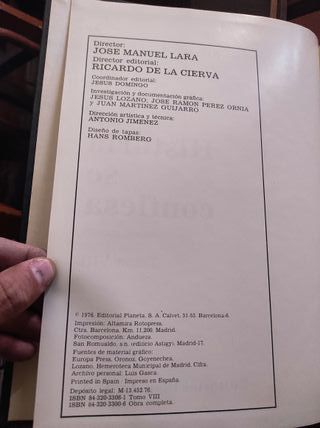 Director:
JOSE MANUEL LARA
Director editorial:
RICARDO DE LA CIERVA
Coordinador editorial:
JESUS DOMINGO
Investigación y documentación gráfica:
JESUS LOZANO, JOSE RAMON PEREZ ORNIA
y JUAN MARTINEZ GUIJARRO
Dirección artística y técnica:
ANTONIO JIMENEZ
Diseño de tapas:
HANS ROMBERG
© 1976. Editorial Planeta. S. A. Calvet, 51-53. Barcelona-6
Impresión: Altamira Rotopress.
Ctra. Barcelona, Km. 11,200. Madrid.
Fotocomposición: Andueza.
San Romualdo, s/n. (edificio Astygi). Madrid-17.
Fuentes de material gráfico:
Europa Press, Oronoz, Goyenechea,
Lozano, Hemeroteca Municipal de Madrid, Cifra.
Archivo personal: Luis Gasca.
Printed in Spain - Impreso en España
Depósito legal: M-13.452 76.
ISBN 84-320-3308-1 Tomo VIII
ISBN 84-320-3300-6 Obra completa.